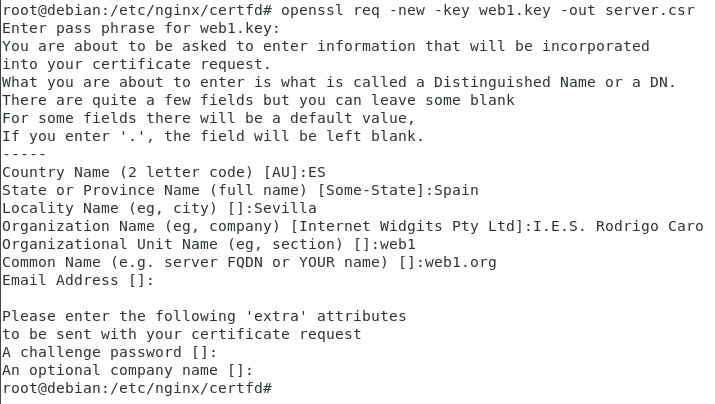 root@debian:/etc/nginx/certfd# openssl req -new -key web1.key -out server.csr
Enter pass phrase for web1.key:
You are about to be asked to enter information that will be incorporated
into your certificate request.
What you are about to enter is what is called a Distinguished Name or a DN.
There are quite a few fields but you can leave some blank
For some fields there will be a default value,
If you enter '.', the field will be left blank.
-----
Country Name (2 letter code) [AU]:ES
State or Province Name (full name) [Some-State]:Spain
Locality Name (eg, city) []:Sevilla
Organization Name (eg, company) [Internet Widgits Pty Ltd]:I.E.S. Rodrigo Caro
Organizational Unit Name (eg, section) []:web1
Common Name (e.g. server FQDN or YOUR name) []:web1.org
Email Address []:
Please enter the following 'extra' attributes
to be sent with your certificate request
A challenge password []:
An optional company name []:
root@debian:/etc/nginx/certfd#